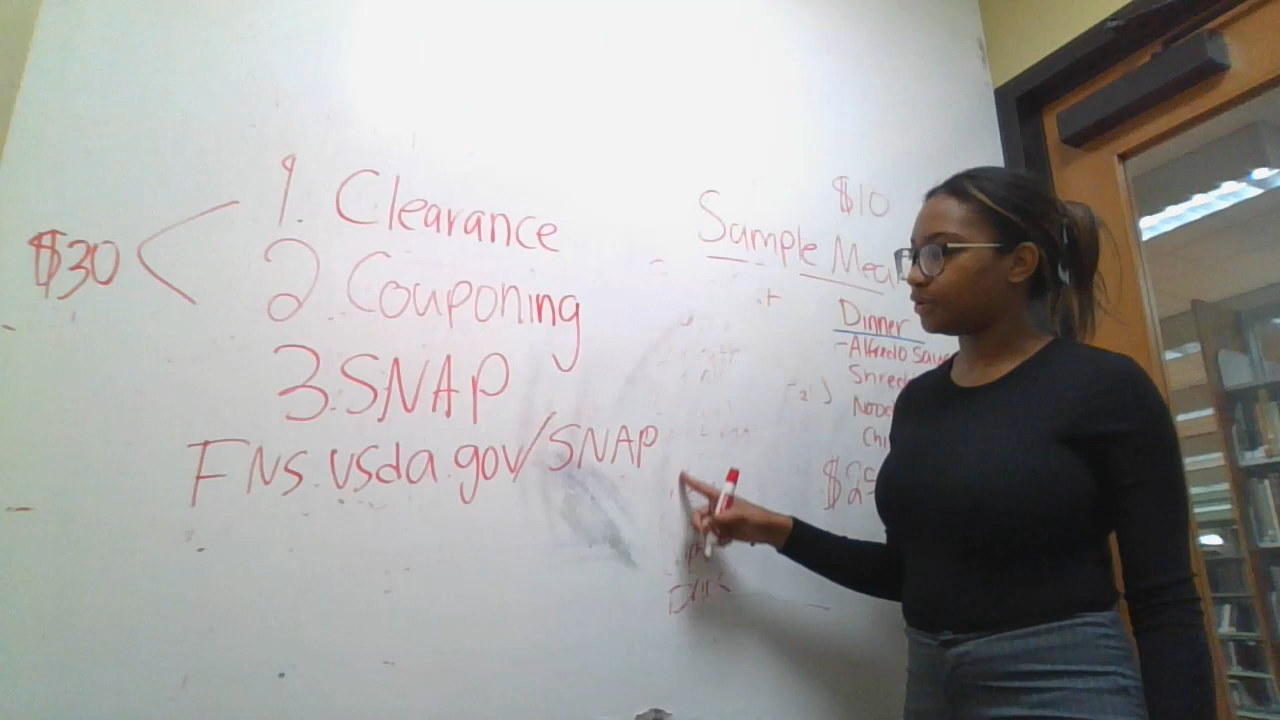 $30
1. Clearance
2. Couponing
3. SNAP
FNS.usda.gov/SNAP
$10
Sample Meal
Dinner
-Alfredo Sauc
Shred
Nood
Chi